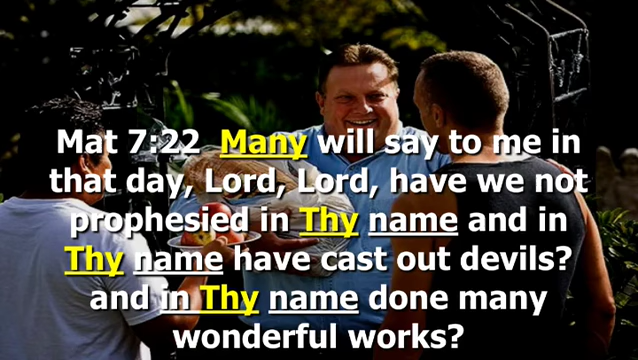 Mat 7:22  Many will say to me in
that day, Lord, Lord, have we not
prophesied in Thy name and in
Thy name have cast out devils?
and in Thy name done many
wonderful works?